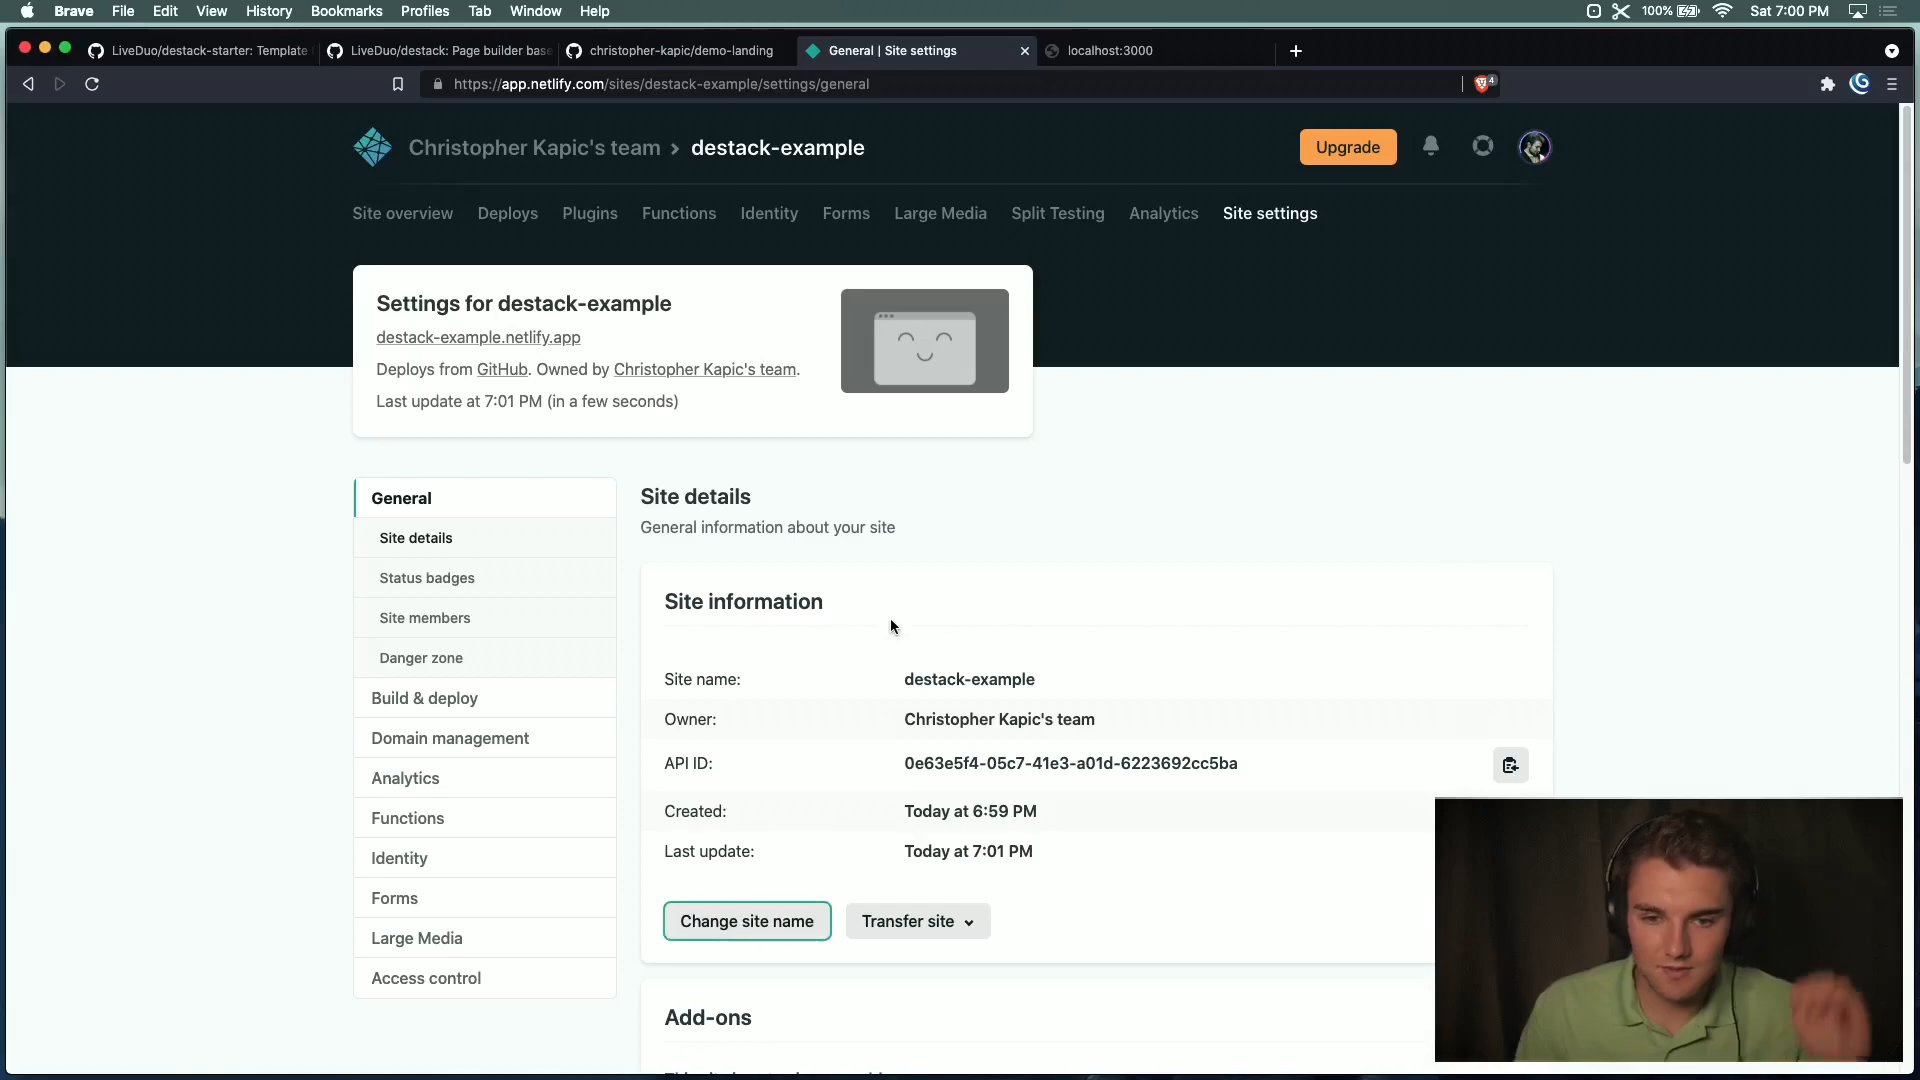 Brave File Edit View History Bookmarks Profiles Tab Window Help 100% Sat 7:00 PM
LiveDuo/destack-starter: Template LiveDuo/destack: Page builder base christopher-kapic/demo-landing General | Site settings localhost:3000
https://app.netlify.com/sites/destack-example/settings/general 4
Christopher Kapic's team > destack-example Upgrade
Site overview Deploys Plugins Functions Identity Forms Large Media Split Testing Analytics Site settings
Settings for destack-example
destack-example.netlify.app
Deploys from GitHub. Owned by Christopher Kapic's team.
Last update at 7:01 PM (in a few seconds)
General
Site details
Status badges
Site members
Danger zone
Build & deploy
Domain management
Analytics
Functions
Identity
Forms
Large Media
Access control
Site details
General information about your site
Site information
Site name: destack-example
Owner: Christopher Kapic's team
API ID: 0e63e5f4-05c7-41e3-a01d-6223692cc5ba
Created: Today at 6:59 PM
Last update: Today at 7:01 PM
Change site name Transfer site
Add-ons